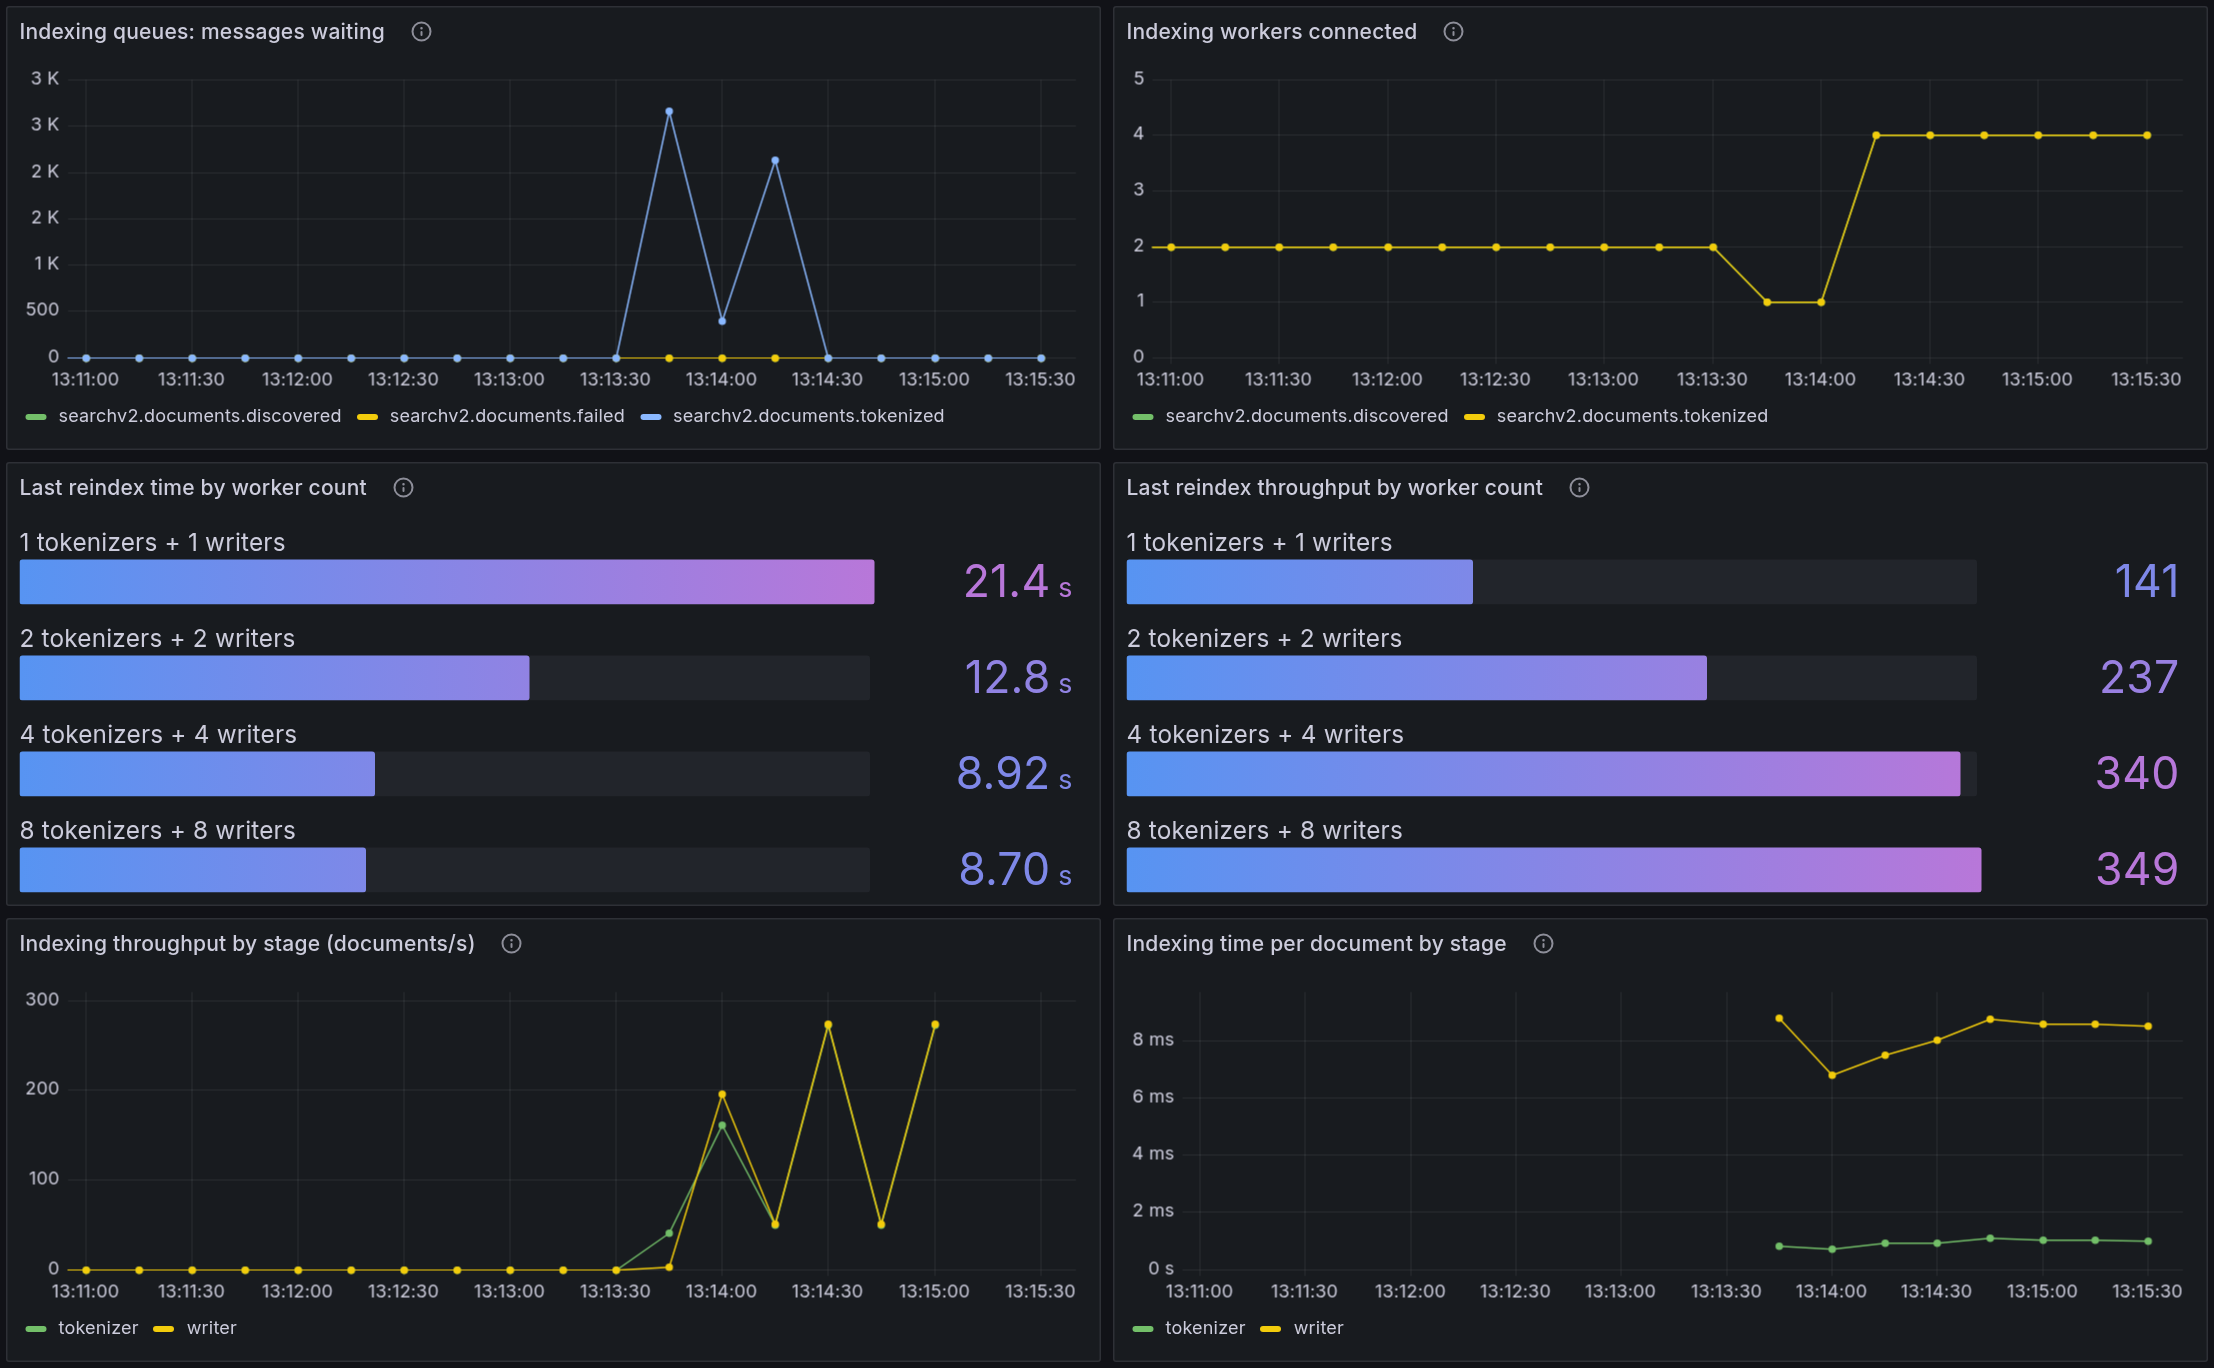 Indexing queues: messages waiting
3 K
3 K
2 K
2 K
1 K
500
0
13:11:00 13:11:30 13:12:00 13:12:30 13:13:00 13:13:30 13:14:00 13:14:30 13:15:00 13:15:30
searchv2.documents.discovered searchv2.documents.failed searchv2.documents.tokenized
Indexing workers connected
5
4
3
2
1
0
13:11:00 13:11:30 13:12:00 13:12:30 13:13:00 13:13:30 13:14:00 13:14:30 13:15:00 13:15:30
searchv2.documents.discovered searchv2.documents.tokenized
Last reindex time by worker count
1 tokenizers + 1 writers
21.4 s
2 tokenizers + 2 writers
12.8 s
4 tokenizers + 4 writers
8.92 s
8 tokenizers + 8 writers
8.70 s
Last reindex throughput by worker count
1 tokenizers + 1 writers
141
2 tokenizers + 2 writers
237
4 tokenizers + 4 writers
340
8 tokenizers + 8 writers
349
Indexing throughput by stage (documents/s)
300
200
100
0
13:11:00 13:11:30 13:12:00 13:12:30 13:13:00 13:13:30 13:14:00 13:14:30 13:15:00 13:15:30
tokenizer writer
Indexing time per document by stage
8 ms
6 ms
4 ms
2 ms
0 s
13:11:00 13:11:30 13:12:00 13:12:30 13:13:00 13:13:30 13:14:00 13:14:30 13:15:00 13:15:30
tokenizer writer